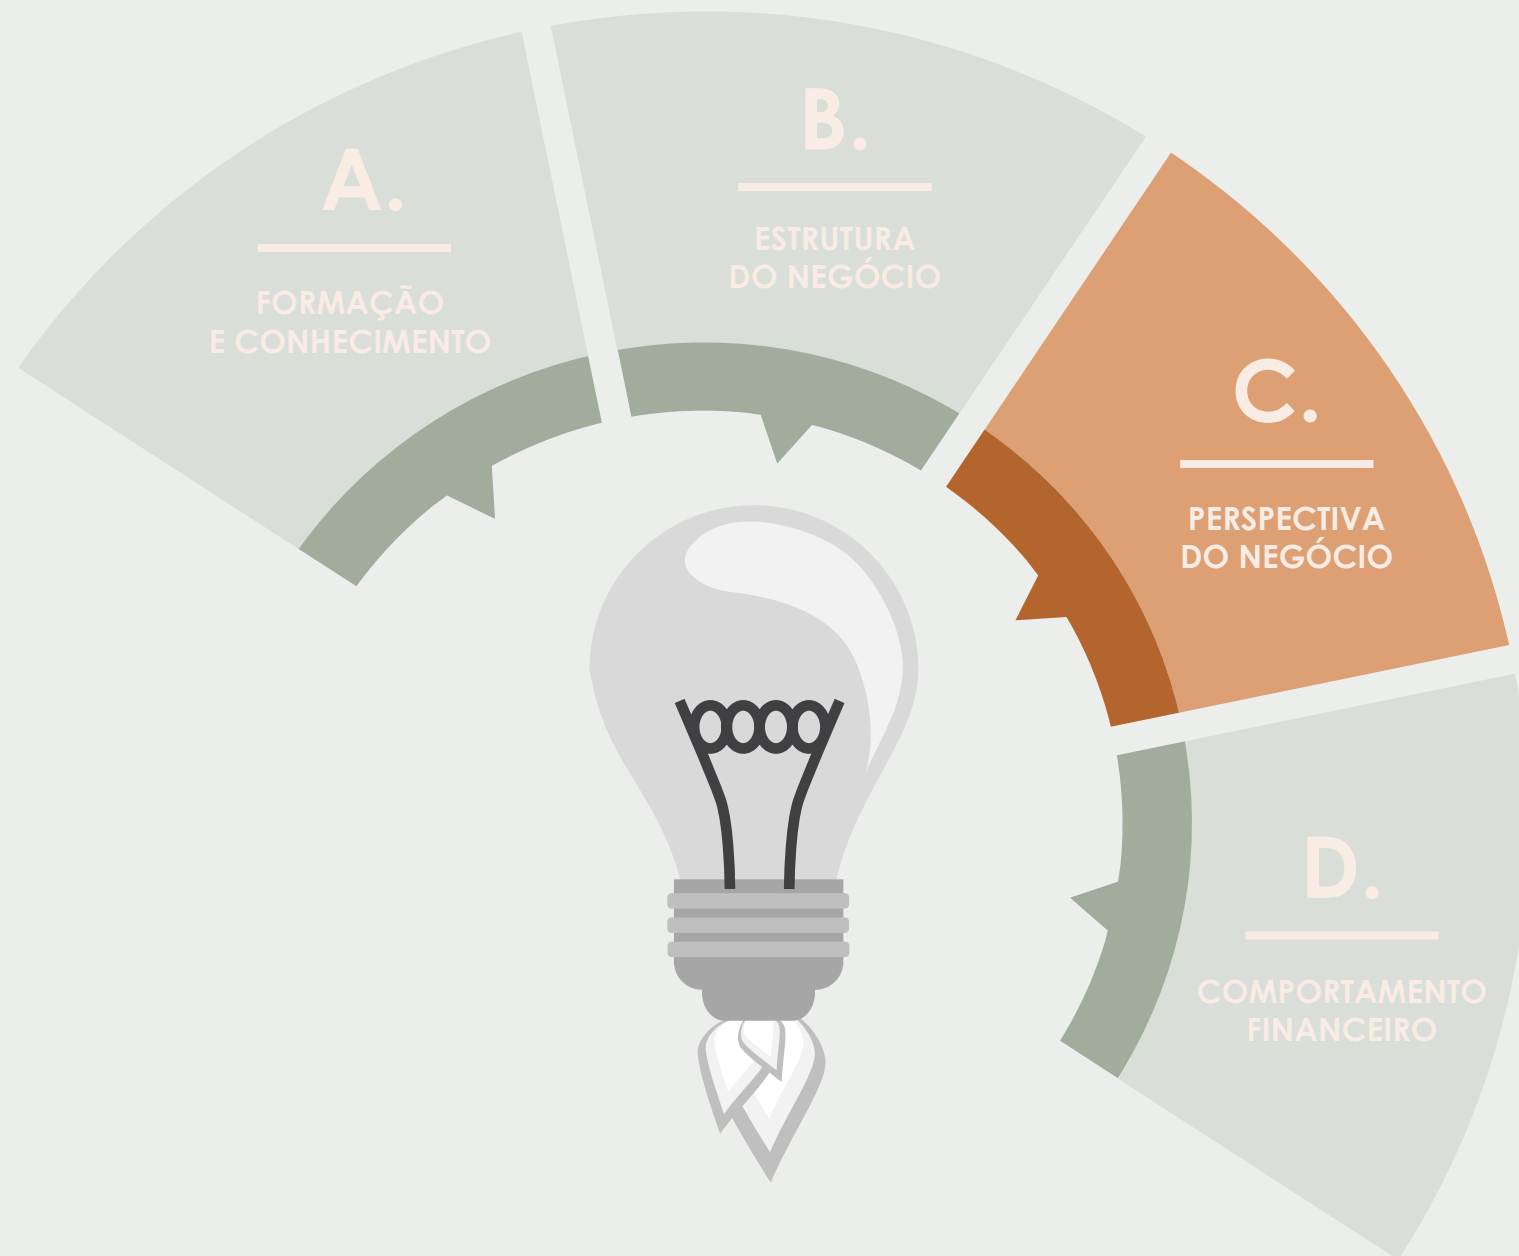 A.
FORMAÇÃO
E CONHECIMENTO
B.
ESTRUTURA
DO NEGÓCIO
C.
PERSPECTIVA
DO NEGÓCIO
D.
COMPORTAMENTO
FINANCEIRO